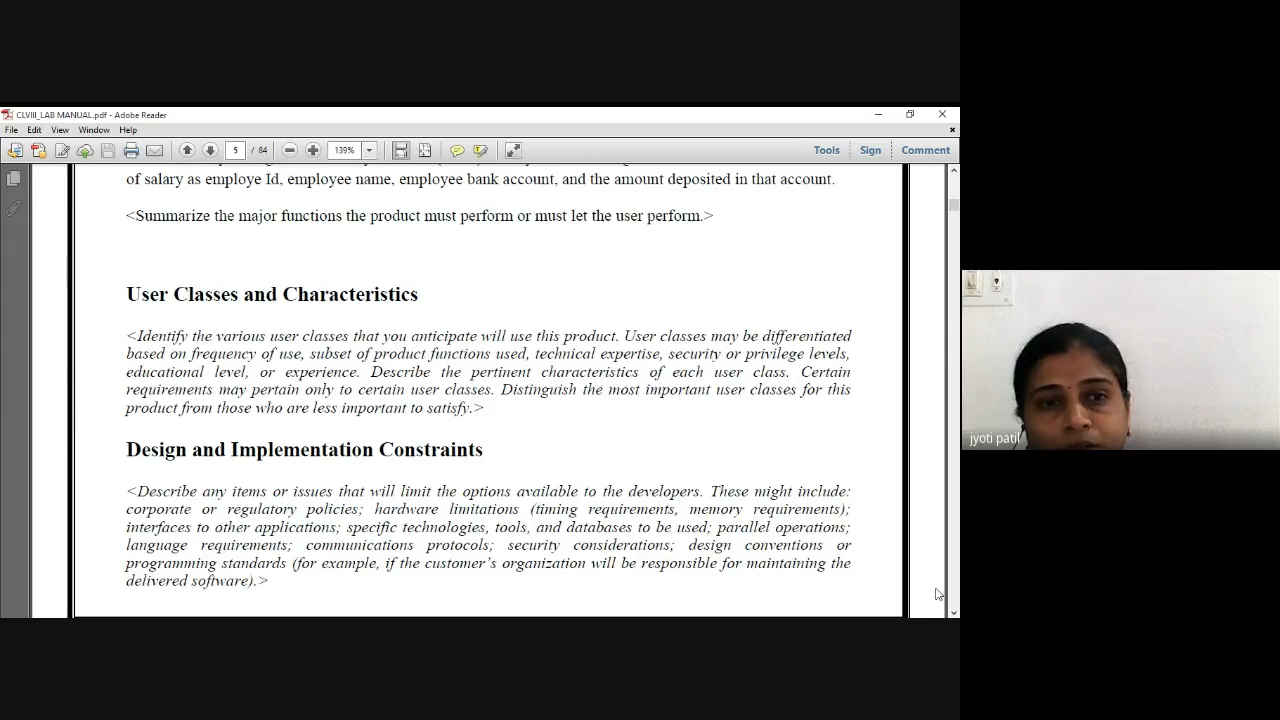 CLVIII_LAB MANUAL.pdf - Adobe Reader
File Edit View Window Help
5 / 84 139% Tools Sign Comment
of salary as employe Id, employee name, employee bank account, and the amount deposited in that account.
<Summarize the major functions the product must perform or must let the user perform.>
User Classes and Characteristics
<Identify the various user classes that you anticipate will use this product. User classes may be differentiated
based on frequency of use, subset of product functions used, technical expertise, security or privilege levels,
educational level, or experience. Describe the pertinent characteristics of each user class. Certain
requirements may pertain only to certain user classes. Distinguish the most important user classes for this
product from those who are less important to satisfy.>
Design and Implementation Constraints
<Describe any items or issues that will limit the options available to the developers. These might include:
corporate or regulatory policies; hardware limitations (timing requirements, memory requirements);
interfaces to other applications; specific technologies, tools, and databases to be used; parallel operations;
language requirements; communications protocols; security considerations; design conventions or
programming standards (for example, if the customer's organization will be responsible for maintaining the
delivered software).>
jyoti patil